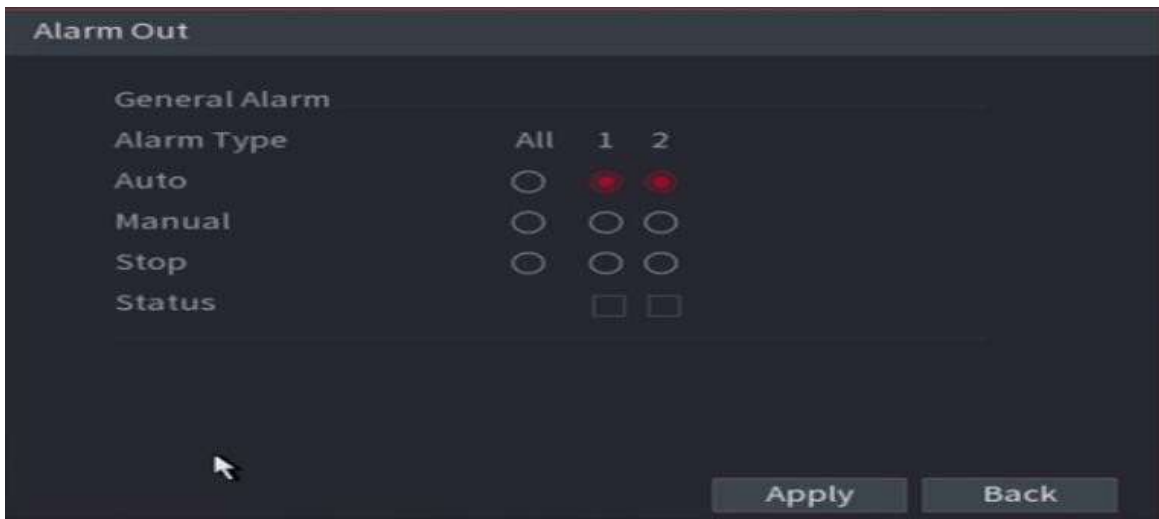 Alarm Out
General Alarm
Alarm Type All 1 2
Auto
Manual
Stop
Status
Apply Back